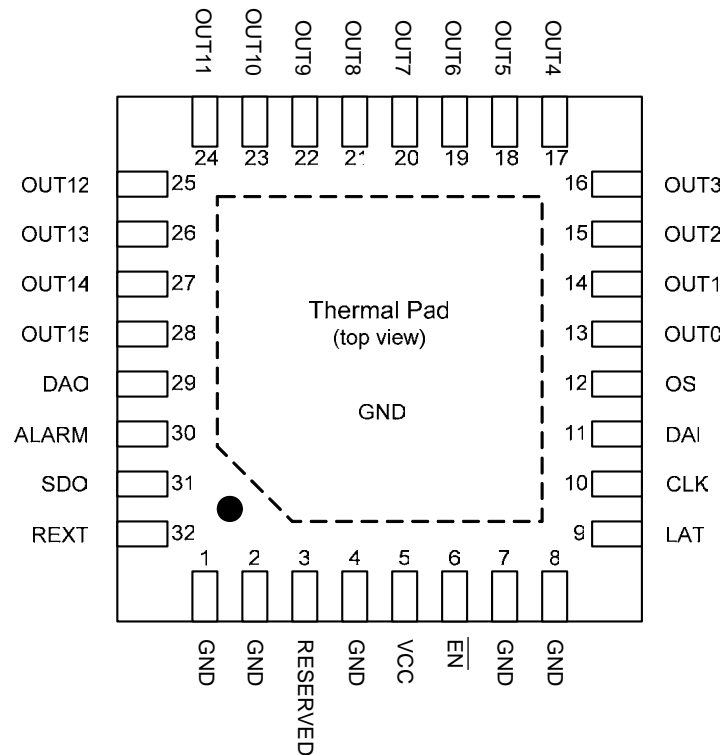 OUT11 OUT10 OUT9 OUT8 OUT7 OUT6 OUT5 OUT4
24 23 22 21 20 19 18 17
OUT12 25 16 OUT3
OUT13 26 15 OUT2
OUT14 27 14 OUT1
OUT15 28 13 OUT0
DAO 29 12 OS
ALARM 30 11 DAI
SDO 31 10 CLK
REXT 32 9 LAT
Thermal Pad
(top view)
GND
1 2 3 4 5 6 7 8
GND GND RESERVED GND VCC EN GND GND